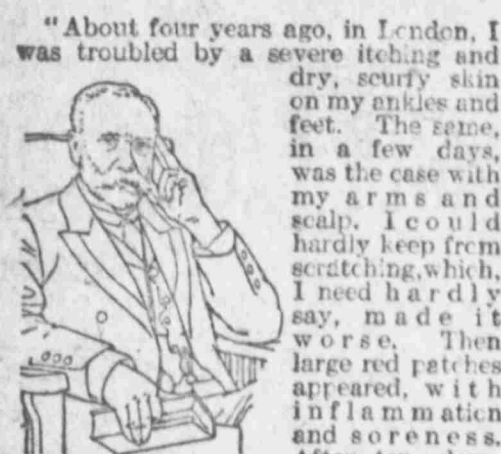 "About four years ago, in London, I
was troubled by a severe itching and
dry, scurfy skin
on my ankles and
feet. The same,
in a few days,
was the case with
my arms and
scalp. I could
hardly keep from
scratching, which,
I need hardly
say, made it
worse. Then
large red patches
appeared, with
inflammation
and soreness.